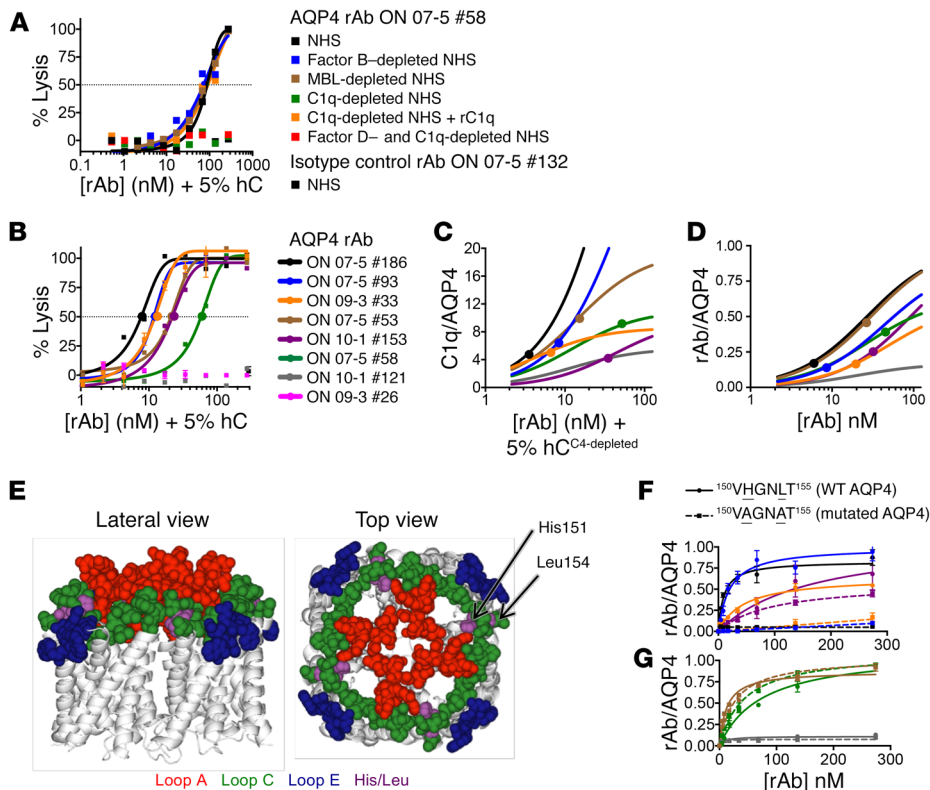 A
% Lysis
100
75
50
25
0
0.1 1 10 100 1000
[rAb] (nM) + 5% hC
AQP4 rAb ON 07-5 #58
NHS
Factor B–depleted NHS
MBL-depleted NHS
C1q-depleted NHS
C1q-depleted NHS + rC1q
Factor D– and C1q-depleted NHS
Isotype control rAb ON 07-5 #132
NHS
B
% Lysis
100
75
50
25
0
1 10 100
[rAb] (nM) + 5% hC
AQP4 rAb
ON 07-5 #186
ON 07-5 #93
ON 09-3 #33
ON 07-5 #53
ON 10-1 #153
ON 07-5 #58
ON 10-1 #121
ON 09-3 #26
C
C1q/AQP4
20
16
12
8
4
0
1 10 100
[rAb] (nM) +
5% hC^C4-depleted
D
rAb/AQP4
1.00
0.75
0.50
0.25
0.00
1 10 100
[rAb] nM
E
Lateral view
Top view
His151
Leu154
Loop A Loop C Loop E His/Leu
F
¹⁵⁰VHGNLT¹⁵⁵ (WT AQP4)
¹⁵⁰VAGNAT¹⁵⁵ (mutated AQP4)
rAb/AQP4
1.00
0.75
0.50
0.25
0
0 100 200 300
G
rAb/AQP4
1.00
0.75
0.50
0.25
0
0 100 200 300
[rAb] nM